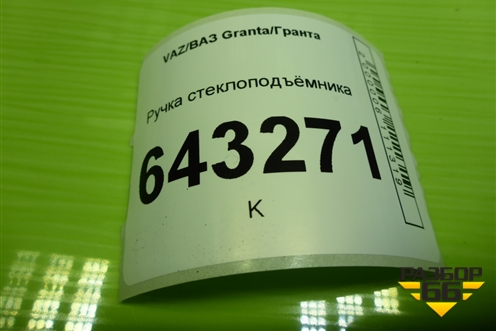 VAZ/ВАЗ Granta/Гранта
Ручка стеклоподъёмника
643271
К
РАЗБОР
66